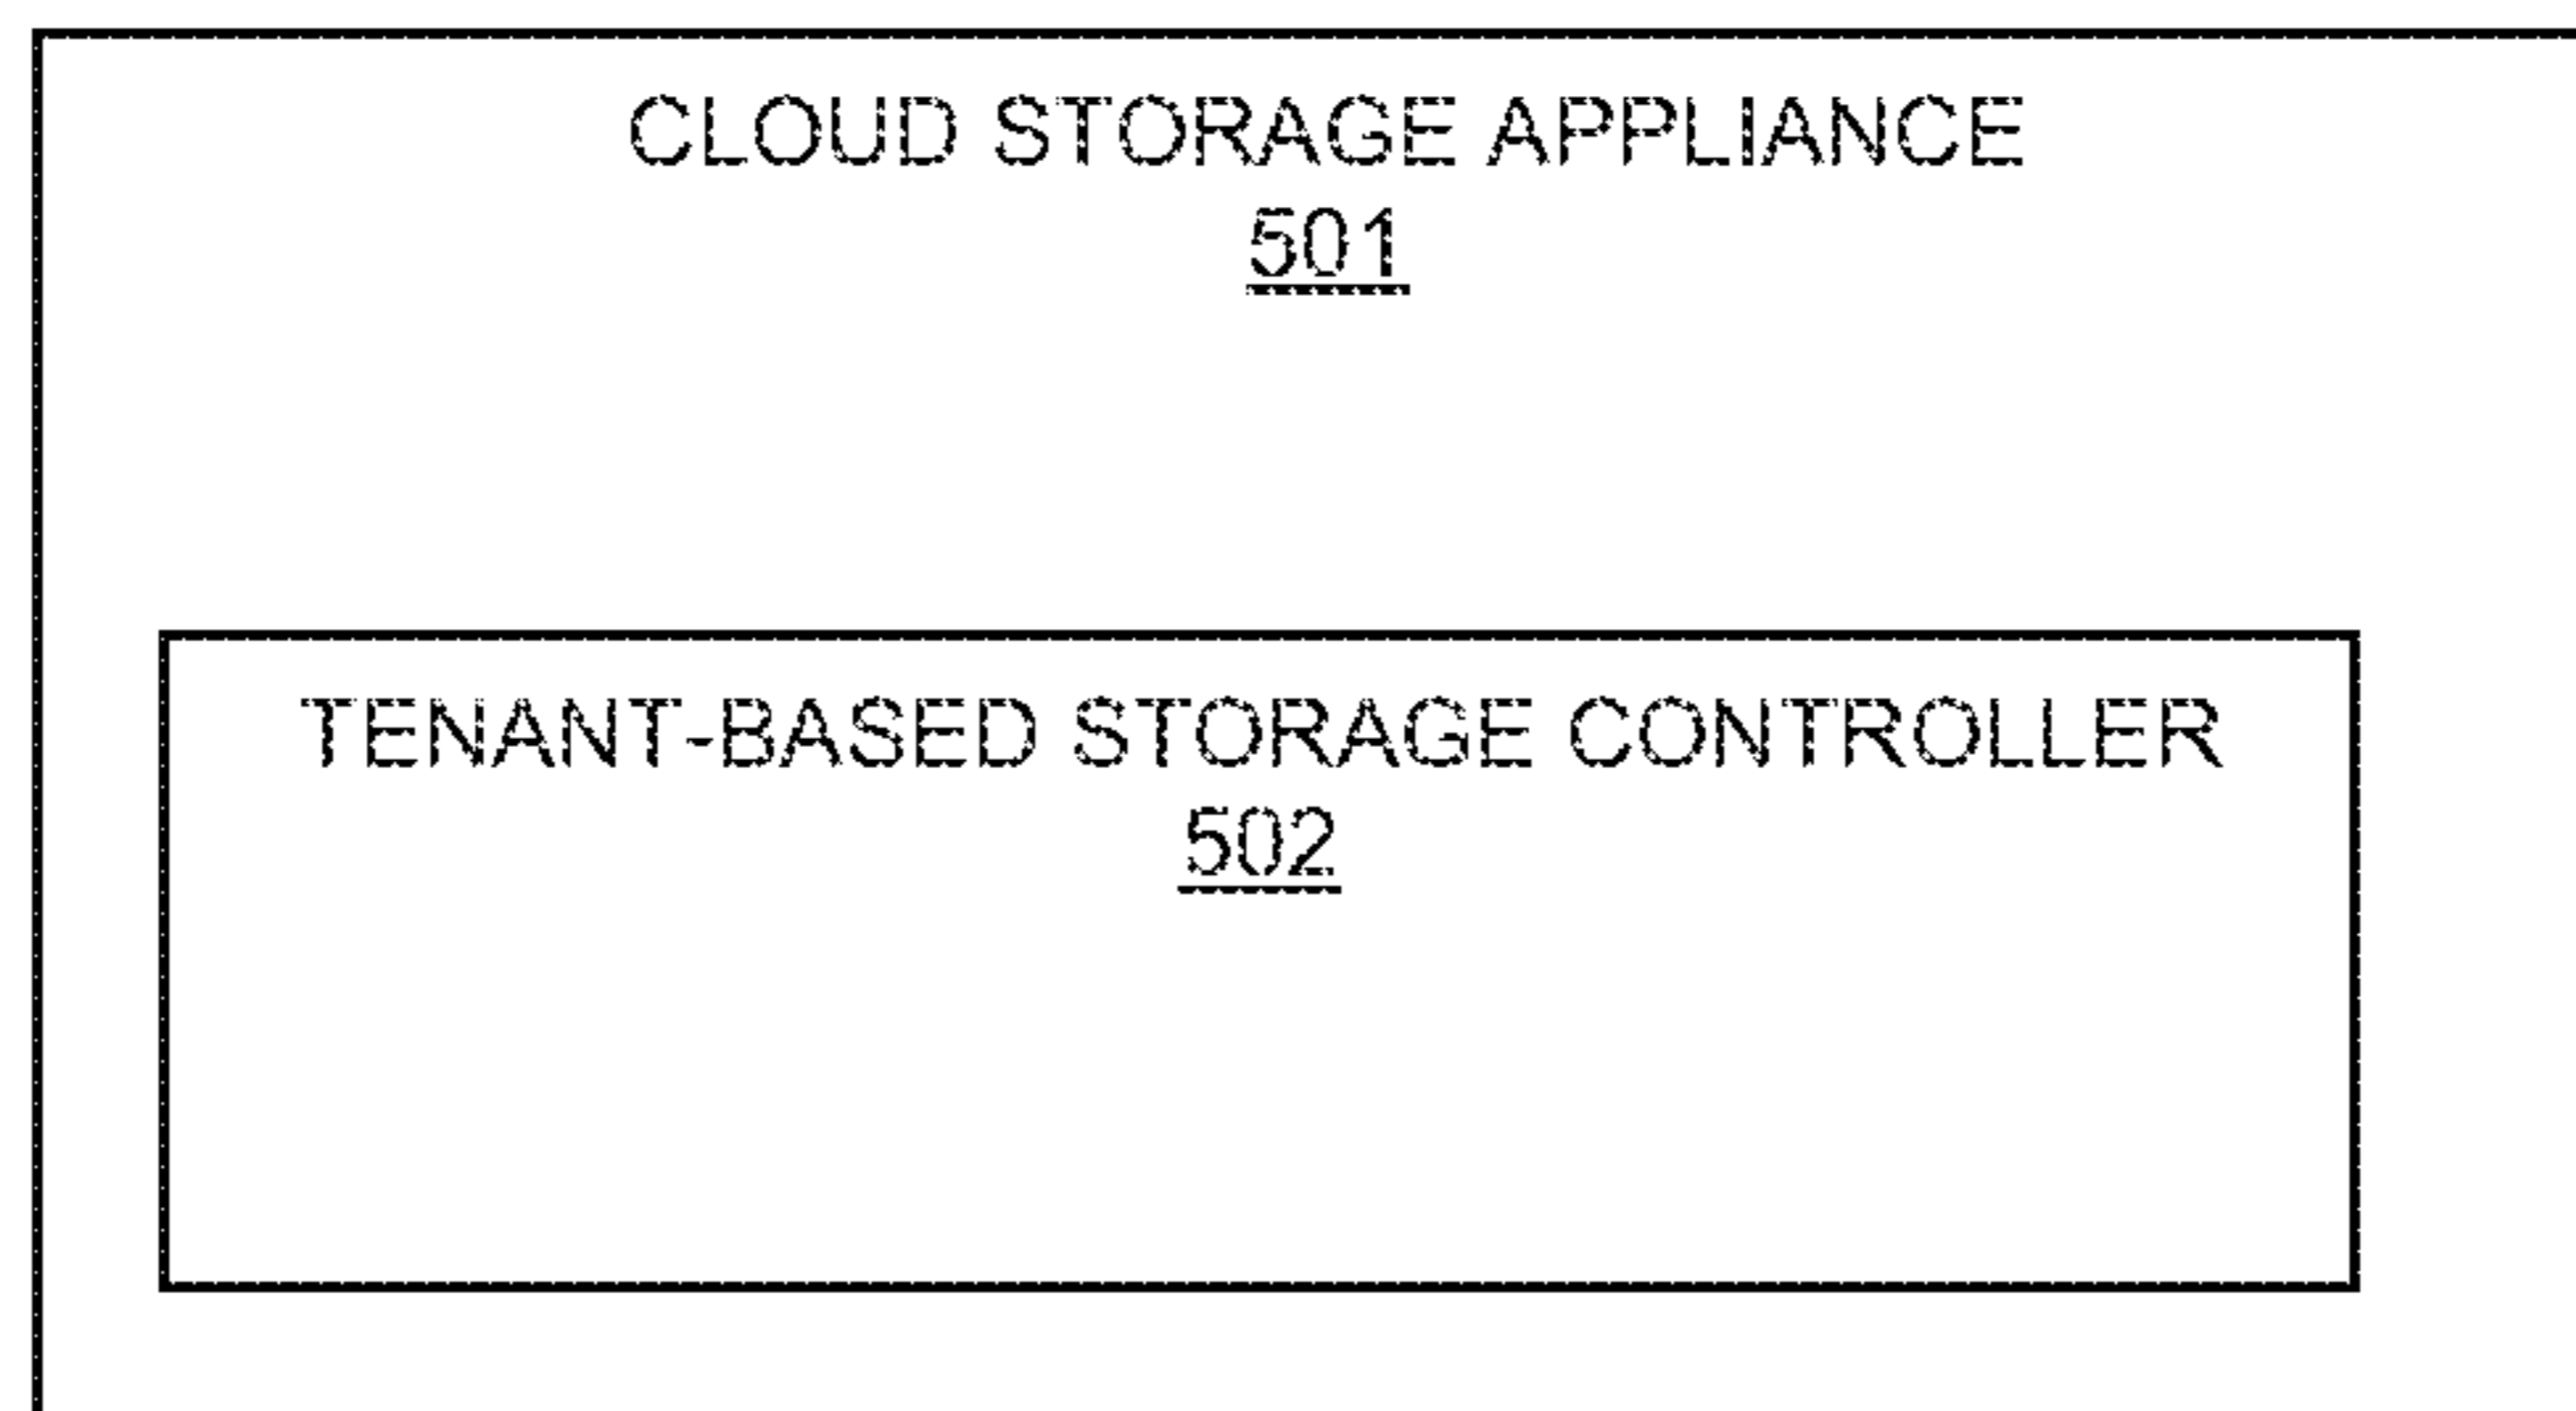 CLOUD STORAGE APPLIANCE
501
TENANT-BASED STORAGE CONTROLLER
502